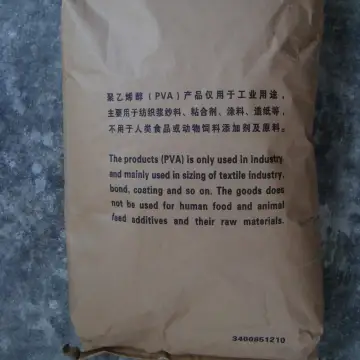 聚乙烯醇（PVA）产品仅用于工业用途，
主要用于纺织浆纱料、粘合剂、涂料、造纸等，
不用于人类食品或动物饲料添加剂及原料。
The products (PVA) is only used in industry
and mainly used in sizing of textile industry,
bond, coating and so on. The goods does
not be used for human food and animal
feed additives and their raw materials.
3400851210